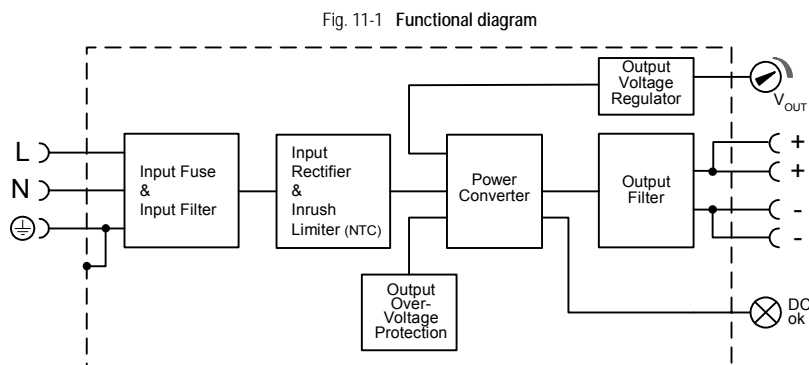 Fig. 11-1 Functional diagram
Output
Voltage
Regulator
V OUT
L
N
Input Fuse
&
Input Filter
Input
Rectifier
&
Inrush
Limiter (NTC)
Power
Converter
Output
Filter
+
+
-
-
Output
Over-
Voltage
Protection
DC
ok